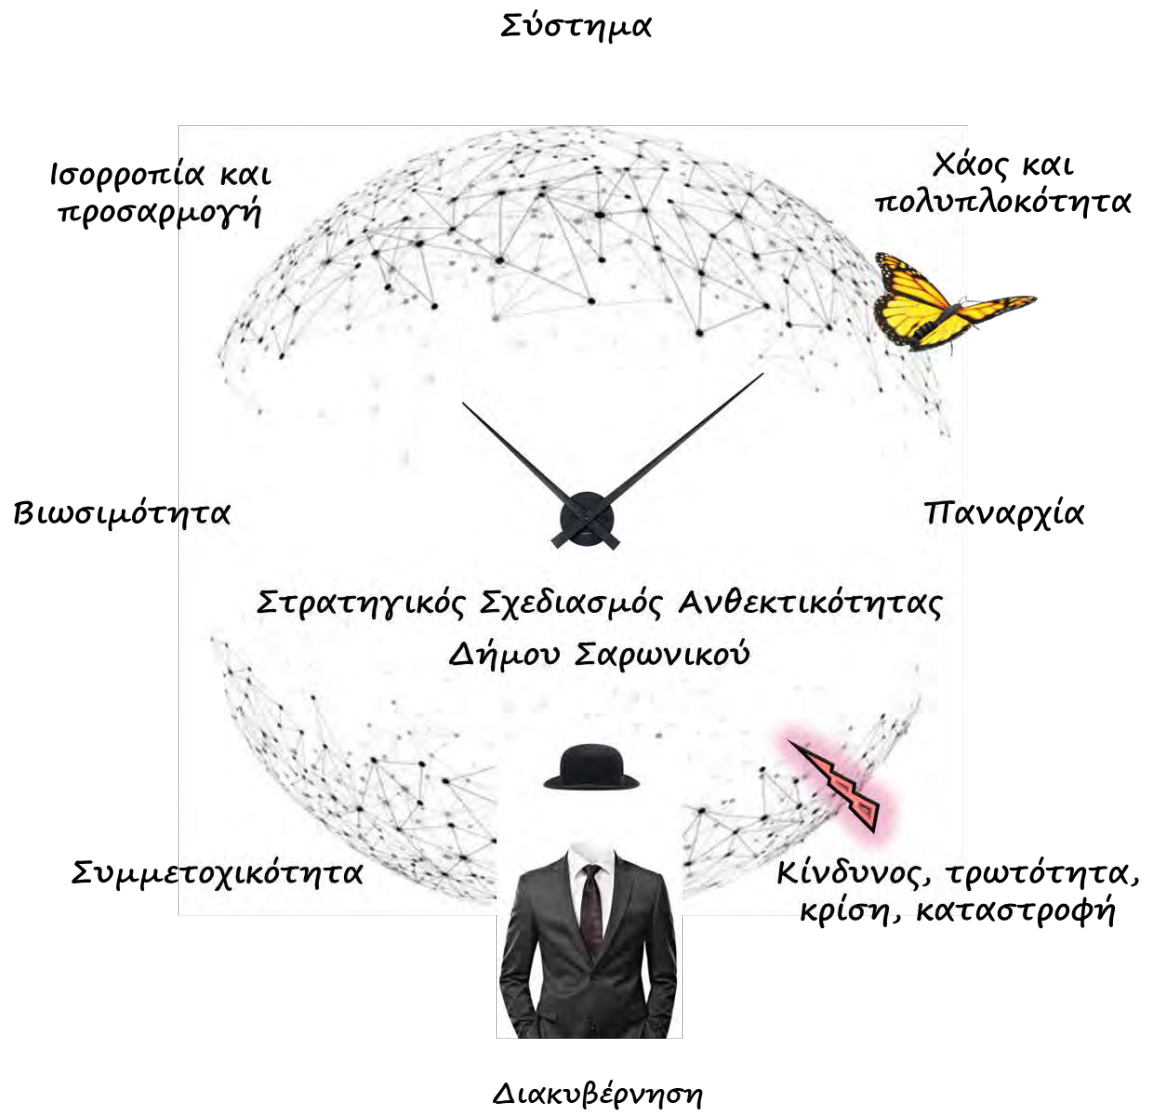 Σύστημα
Ισορροπία και
προσαρμογή
Χάος και
πολυπλοκότητα
Βιωσιμότητα
Παναρχία
Στρατηγικός Σχεδιασμός Ανθεκτικότητας
Δήμου Σαρωνικού
Συμμετοχικότητα
Κίνδυνος, τρωτότητα,
κρίση, καταστροφή
Διακυβέρνηση